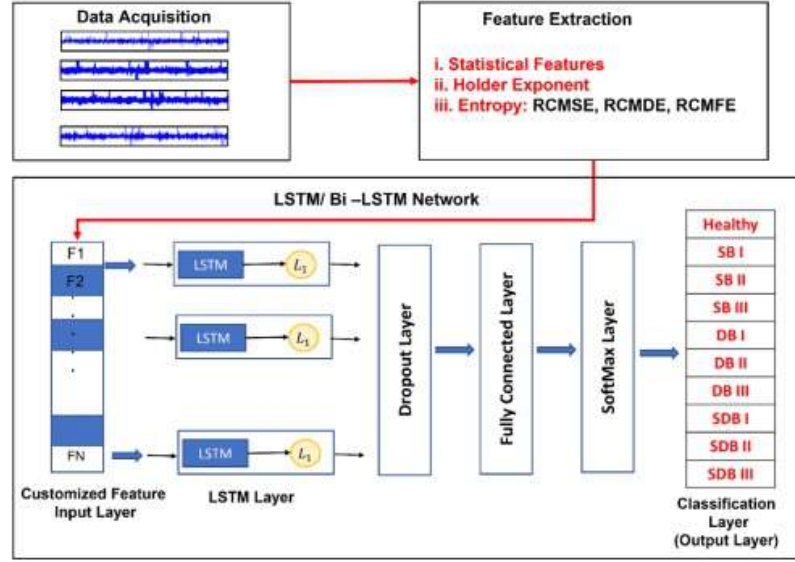 Data Acquisition
Feature Extraction
i. Statistical Features
ii. Holder Exponent
iii. Entropy: RCMSE, RCMDE, RCMFE
LSTM/ Bi –LSTM Network
F1
F2
FN
Customized Feature
Input Layer
LSTM
L₁
LSTM
L₁
LSTM
L₁
LSTM Layer
Dropout Layer
Fully Connected Layer
SoftMax Layer
Healthy
SB I
SB II
SB III
DB I
DB II
DB III
SDB I
SDB II
SDB III
Classification
Layer
(Output Layer)